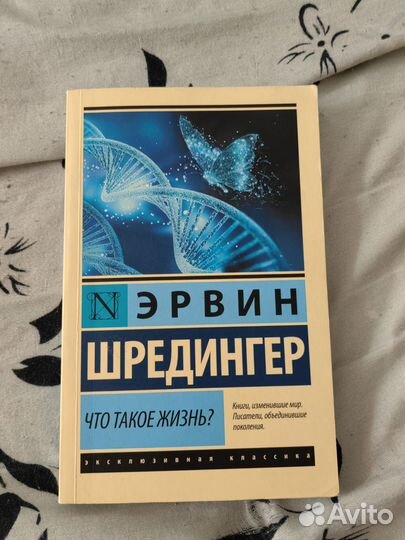 N ЭРВИН
ШРЕДИНГЕР
ЧТО ТАКОЕ ЖИЗНЬ?
Книги, изменившие мир.
Писатели, объединившие
поколения.
эксклюзивная классика
Avito